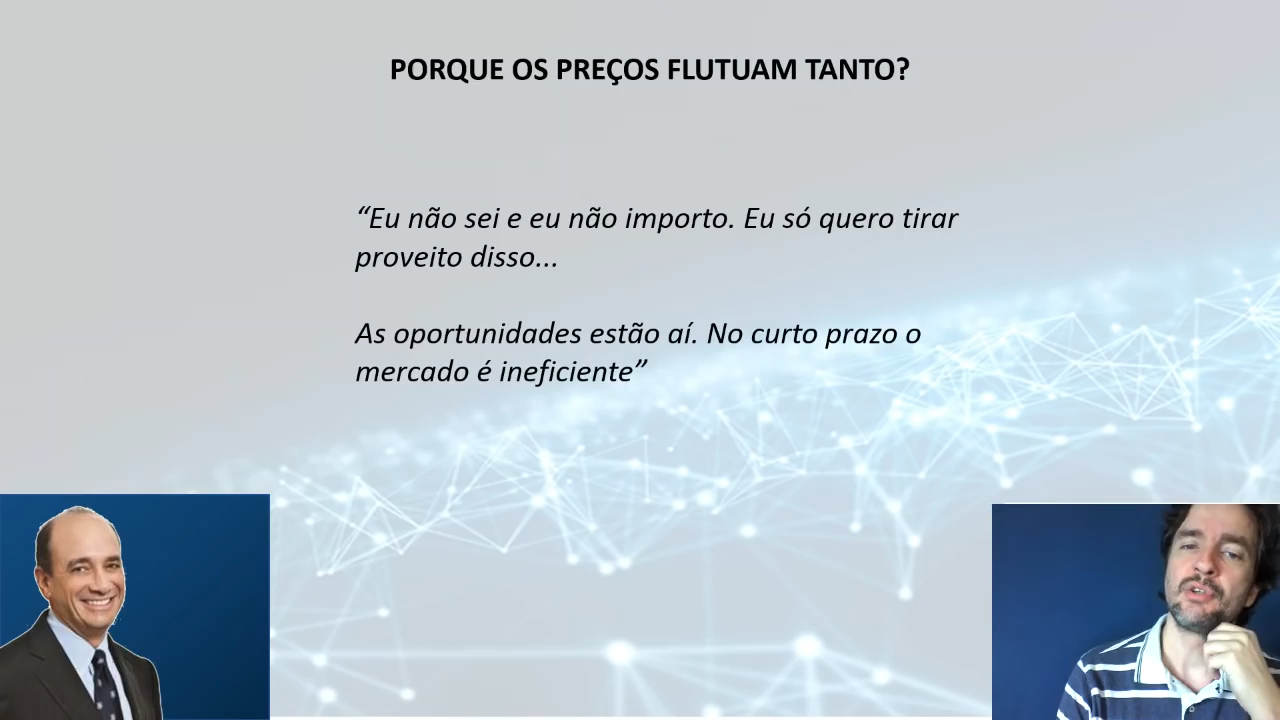 PORQUE OS PREÇOS FLUTUAM TANTO?
“Eu não sei e eu não importo. Eu só quero tirar
proveito disso...
As oportunidades estão aí. No curto prazo o
mercado é ineficiente”